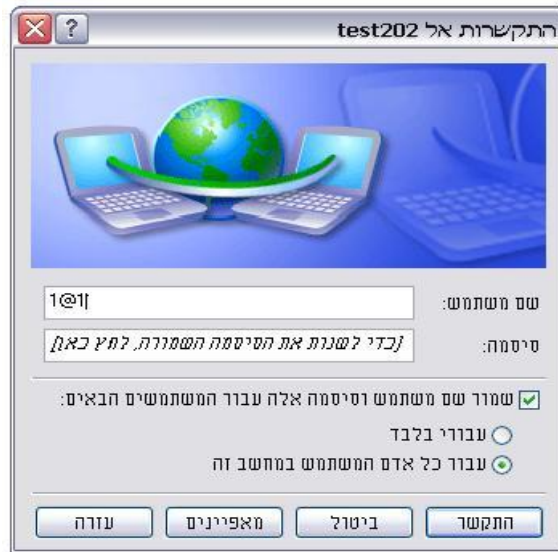 התקשרות אל test202
שם משתמש: 1@1ן
סיסמה: [כדי לשנות את הסיסמה השמורה, לחץ כאן]
שמור שם משתמש וסיסמה אלה עבור המשתמשים הבאים:
עבורי בלבד
עבור כל אדם המשתמש במחשב זה
התקשר ביטול מאפיינים עזרה